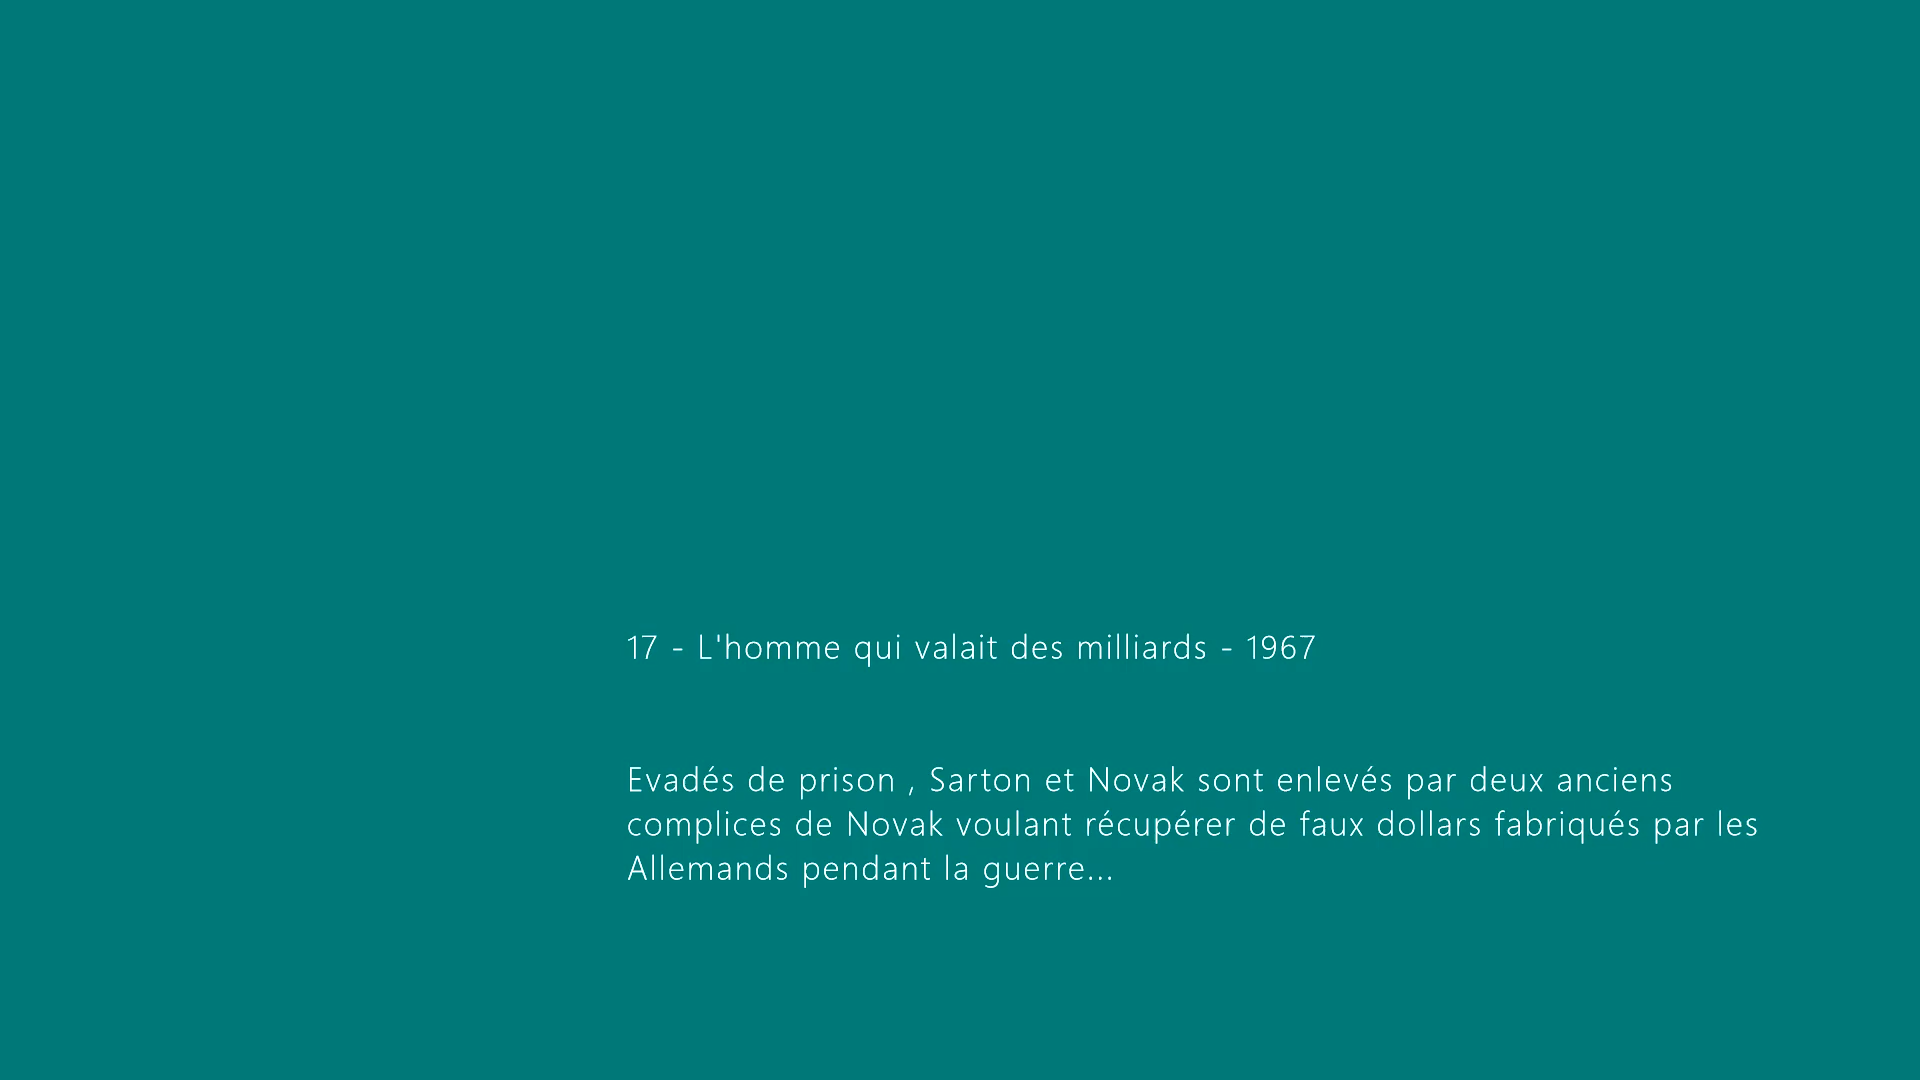 17 - L'homme qui valait des milliards - 1967
Evadés de prison , Sarton et Novak sont enlevés par deux anciens
complices de Novak voulant récupérer de faux dollars fabriqués par les
Allemands pendant la guerre...